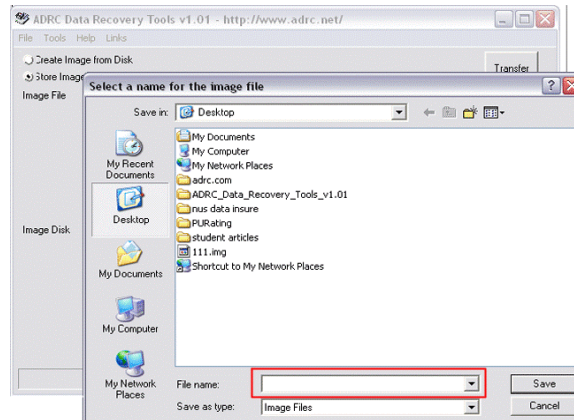 ADRC Data Recovery Tools v1.01 - http://www.adrc.net/
File Tools Help Links
Create Image from Disk
Store Image
Transfer
Image File
Select a name for the image file
Save in:
Desktop
My Recent
Documents
Desktop
My Documents
My Computer
My Network
Places
My Documents
My Computer
My Network Places
adrc.com
ADRC_Data_Recovery_Tools_v1.01
nus data insure
PURating
student articles
111.img
Shortcut to My Network Places
Image Disk
File name:
Save
Save as type:
Image Files
Cancel